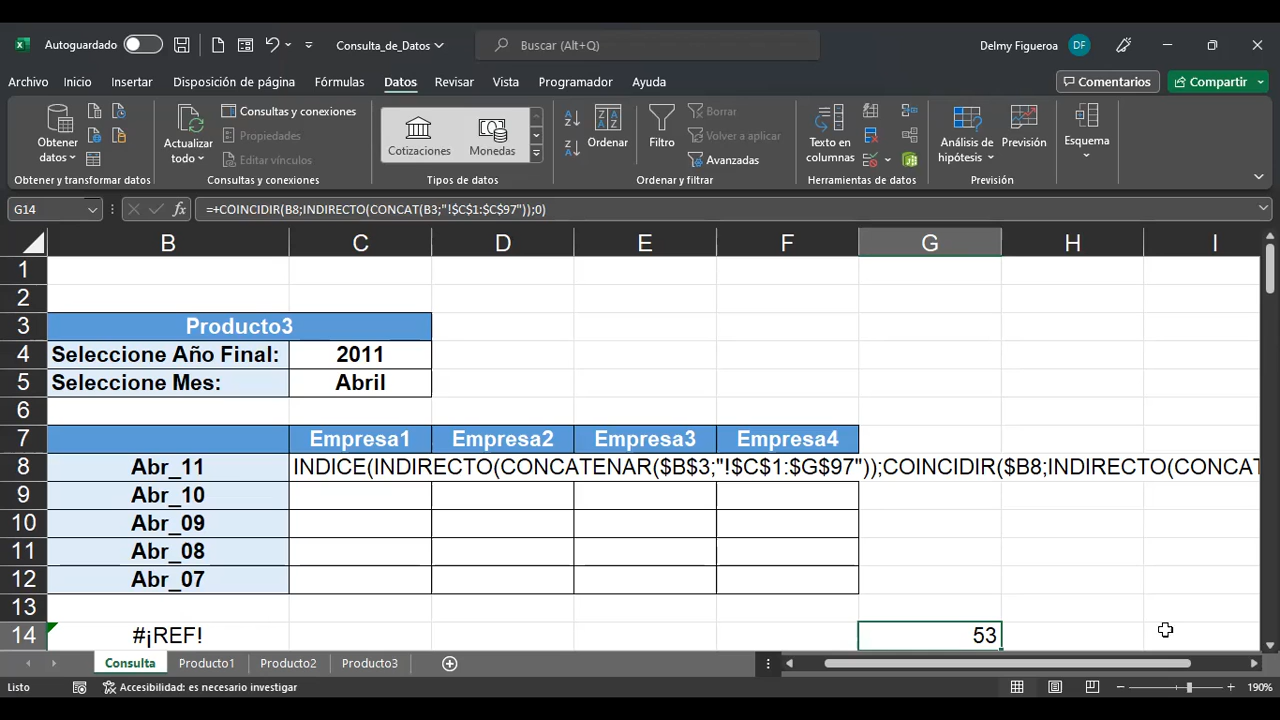 Autoguardado Consulta_de_Datos Buscar (Alt+Q) Delmy Figueroa DF
Archivo Inicio Insertar Disposición de página Fórmulas Datos Revisar Vista Programador Ayuda Comentarios Compartir
Obtener datos
Obtener y transformar datos
Actualizar todo
Consultas y conexiones
Propiedades
Editar vínculos
Consultas y conexiones
Cotizaciones Monedas
Tipos de datos
Ordenar
Filtro
Borrar
Volver a aplicar
Avanzadas
Ordenar y filtrar
Texto en columnas
Herramientas de datos
Análisis de hipótesis
Previsión
Previsión
Esquema
G14 fx =+COINCIDIR(B8;INDIRECTO(CONCAT(B3;"!$C$1:$C$97"));0)
B C D E F G H I
1
2
3 Producto3
4 Seleccione Año Final: 2011
5 Seleccione Mes: Abril
6
7 Empresa1 Empresa2 Empresa3 Empresa4
8 Abr_11 INDICE(INDIRECTO(CONCATENAR($B$3;"!$C$1:$G$97"));COINCIDIR($B8;INDIRECTO(CONCAT
9 Abr_10
10 Abr_09
11 Abr_08
12 Abr_07
13
14 #¡REF! 53
Consulta Producto1 Producto2 Producto3
Listo Accesibilidad: es necesario investigar 190%